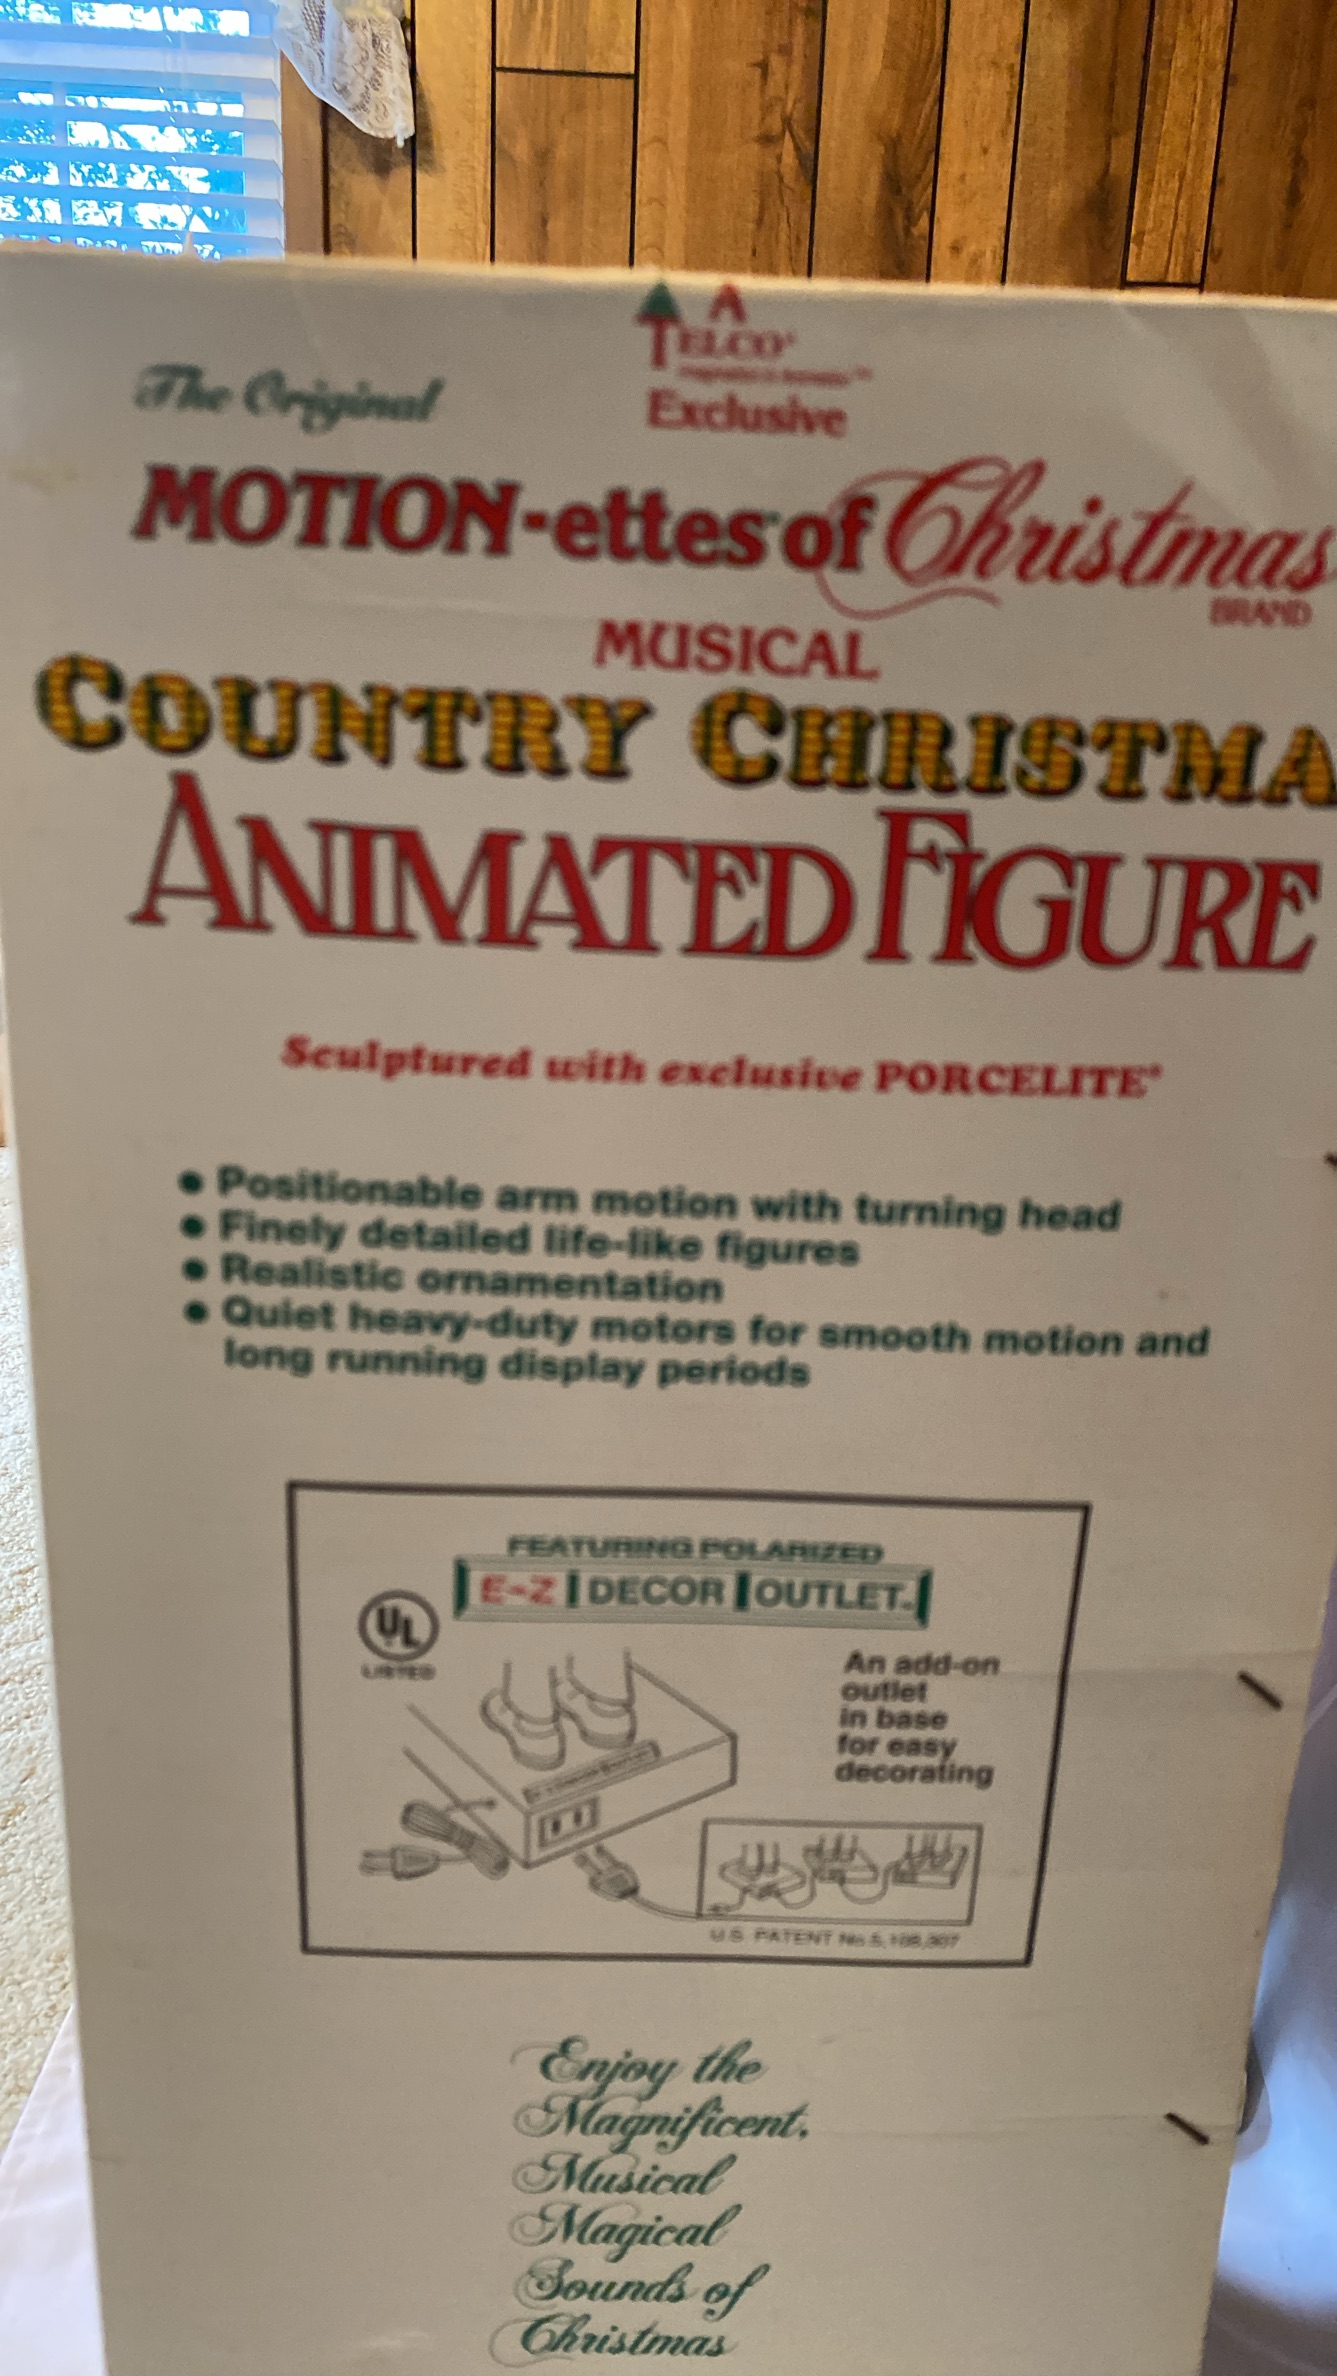 A
TELCO
Exclusive
The Original
MOTION-ettes of Christmas
BRAND
MUSICAL
COUNTRY CHRISTMA
ANIMATED FIGURE
Sculptured with exclusive PORCELITE®
● Positionable arm motion with turning head
● Finely detailed life-like figures
● Realistic ornamentation
● Quiet heavy-duty motors for smooth motion and
long running display periods
FEATURING POLARIZED
E-Z DECOR OUTLET™
UL
LISTED
An add-on
outlet
in base
for easy
decorating
U.S. PATENT No.
Enjoy the
Magnificent,
Musical
Magical
Sounds of
Christmas